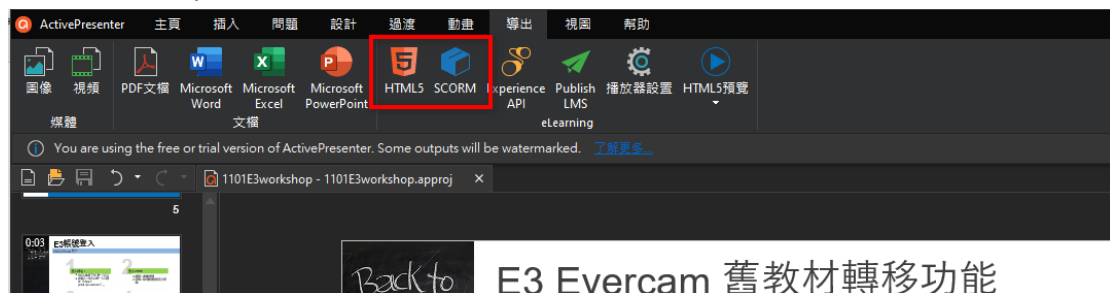 ActivePresenter 主頁 插入 問題 設計 過渡 動畫 導出 視圖 幫助
圖像 視頻 PDF文檔 Microsoft Word Microsoft Excel Microsoft PowerPoint HTML5 SCORM Experience API Publish LMS 播放器設置 HTML5預覽
媒體 文檔 eLearning
You are using the free or trial version of ActivePresenter. Some outputs will be watermarked. 了解更多...
1101E3workshop - 1101E3workshop.approj
5
0:03 E3帳號登入
1 2
Back to
E3 Evercam 舊教材轉移功能